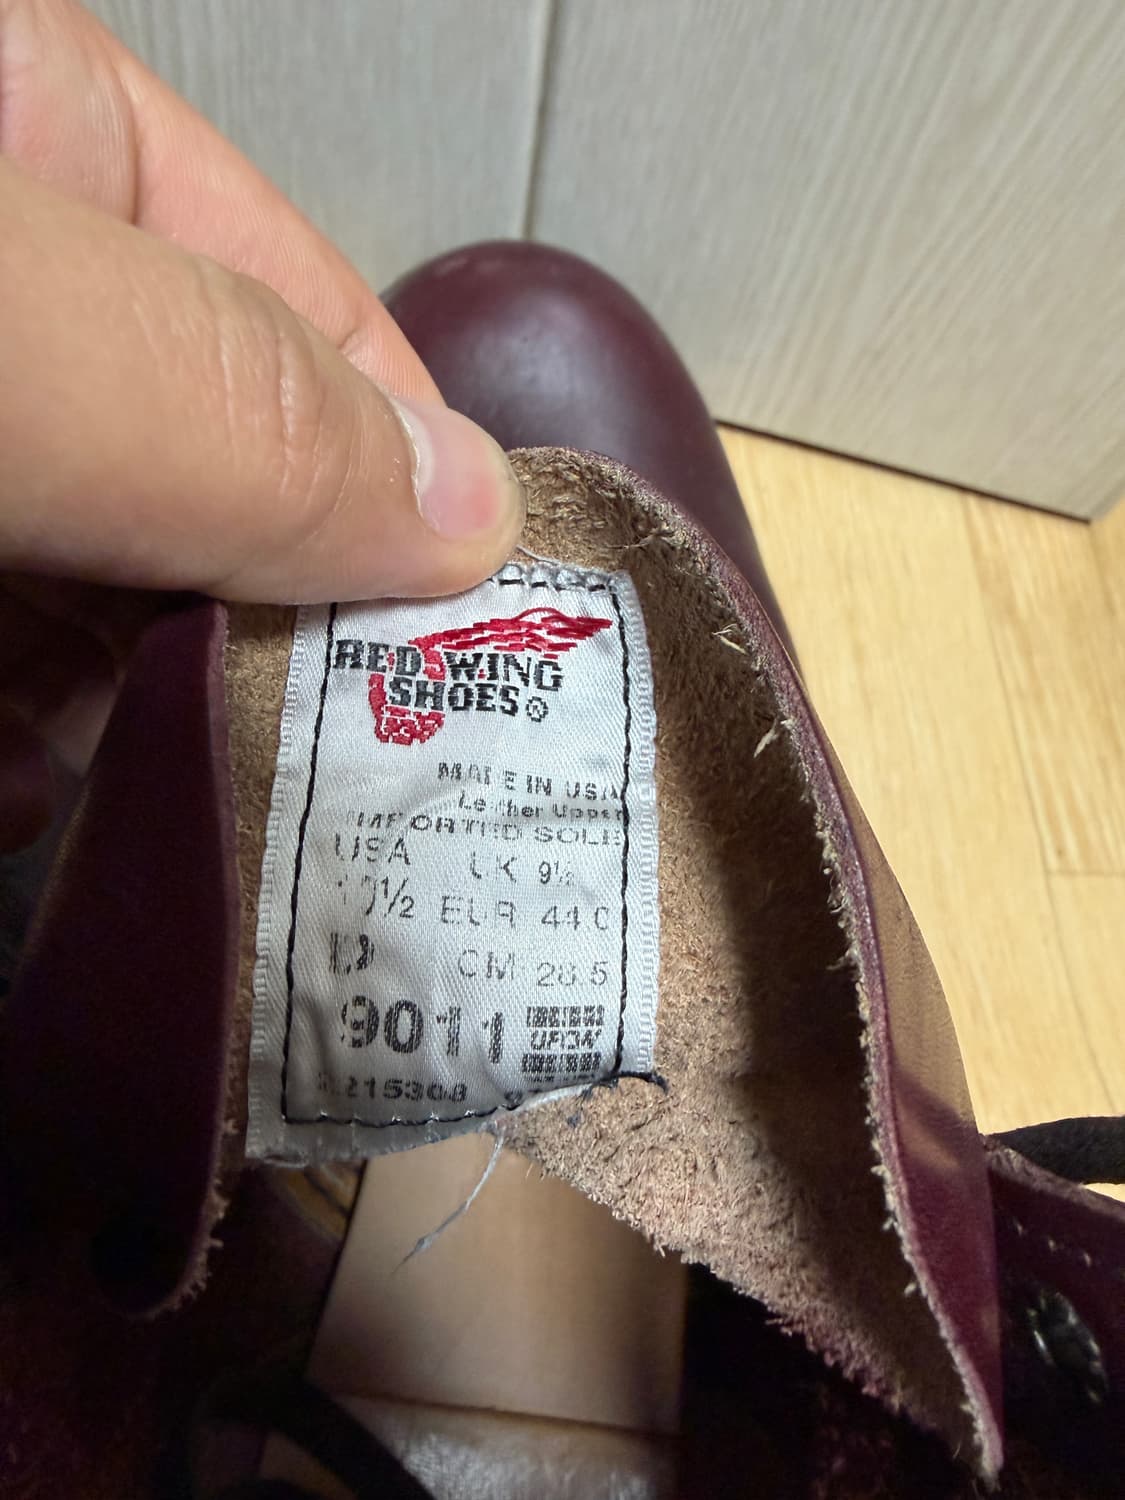 RED WING
SHOES®
MADE IN USA
Leather Upper
IMPORTED SOLE
USA UK 9½
10½ EUR 44.0
D CM 28.5
9011
215308